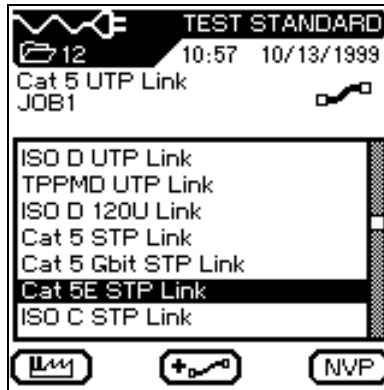 TEST STANDARD
12 10:57 10/13/1999
Cat 5 UTP Link
JOB1
ISO D UTP Link
TPPMD UTP Link
ISO D 120U Link
Cat 5 STP Link
Cat 5 Gbit STP Link
Cat 5E STP Link
ISO C STP Link
NVP